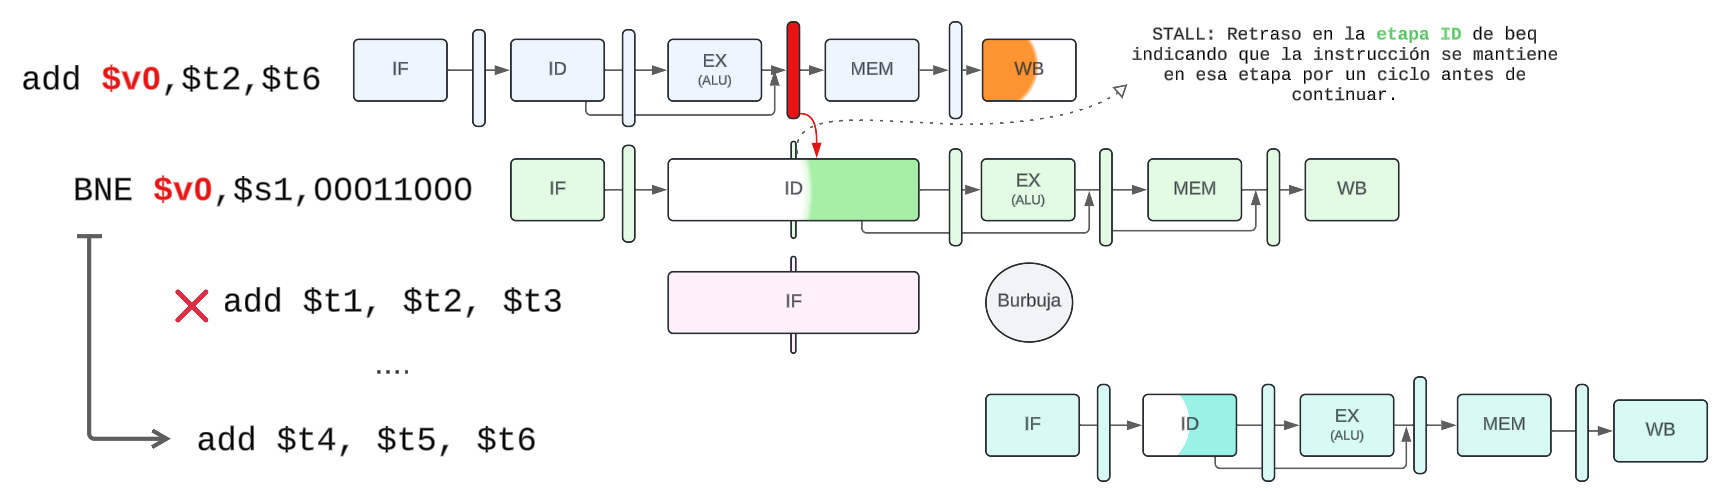 STALL: Retraso en la etapa ID de beq
indicando que la instrucción se mantiene
en esa etapa por un ciclo antes de
continuar.
add $v0,$t2,$t6
IF
ID
EX
(ALU)
MEM
WB
BNE $v0,$s1,00011000
IF
ID
EX
(ALU)
MEM
WB
add $t1, $t2, $t3
IF
Burbuja
....
add $t4, $t5, $t6
IF
ID
EX
(ALU)
MEM
WB